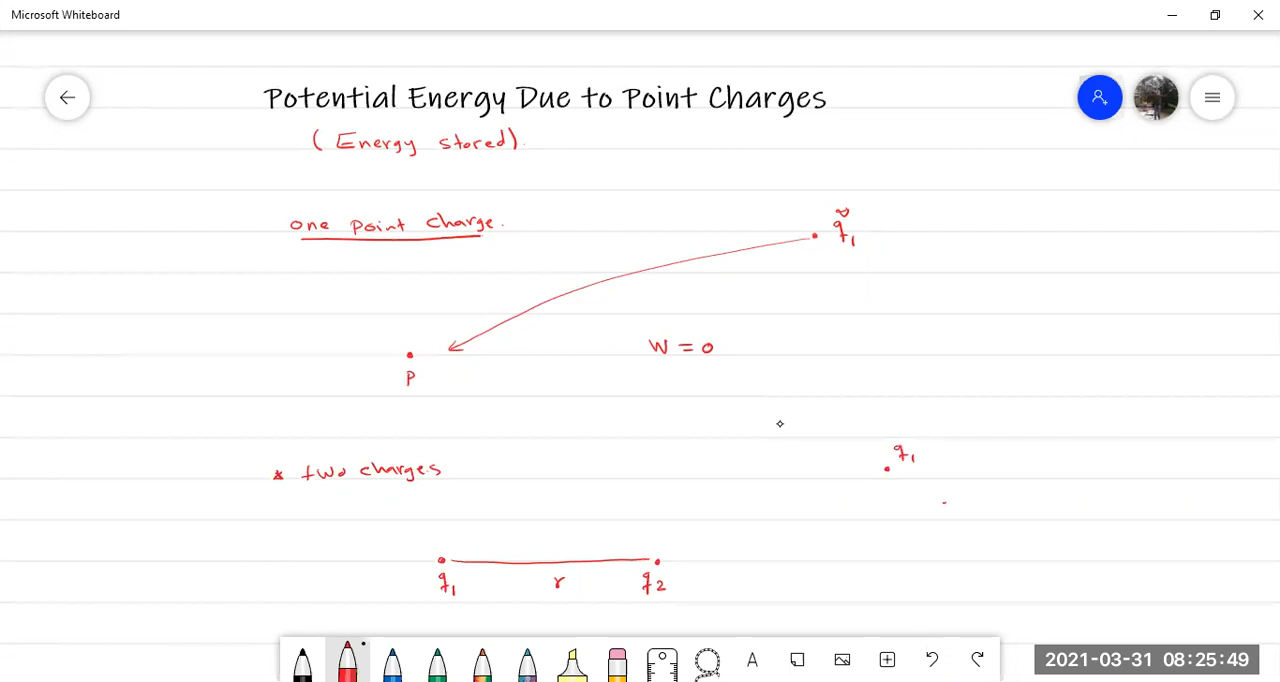 Microsoft Whiteboard
Potential Energy Due to Point Charges
( Energy stored).
one point charge.
q1
W = 0
P
q1
* two charges
q1 r q2
A
2021-03-31 08:25:49